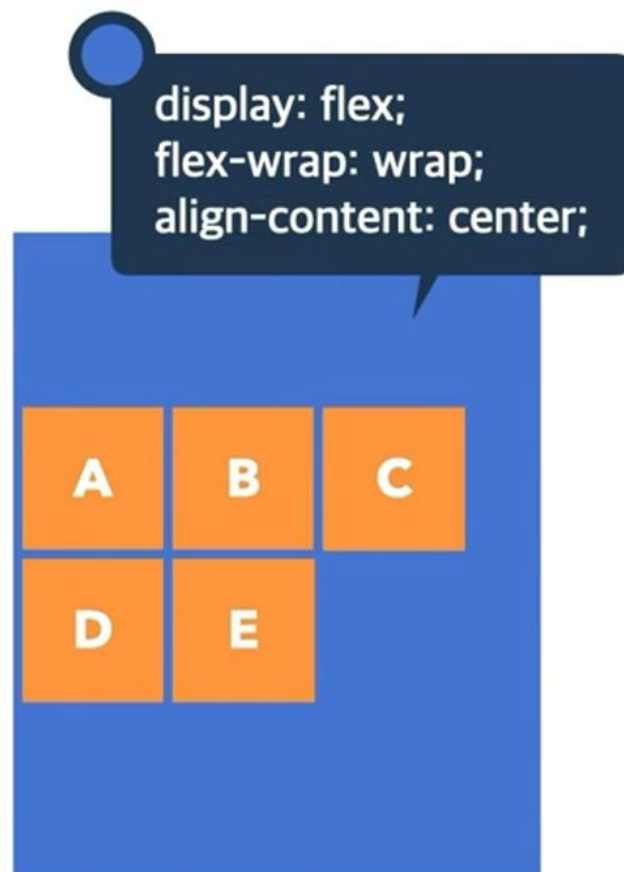 display: flex;
flex-wrap: wrap;
align-content: center;
A B C
D E